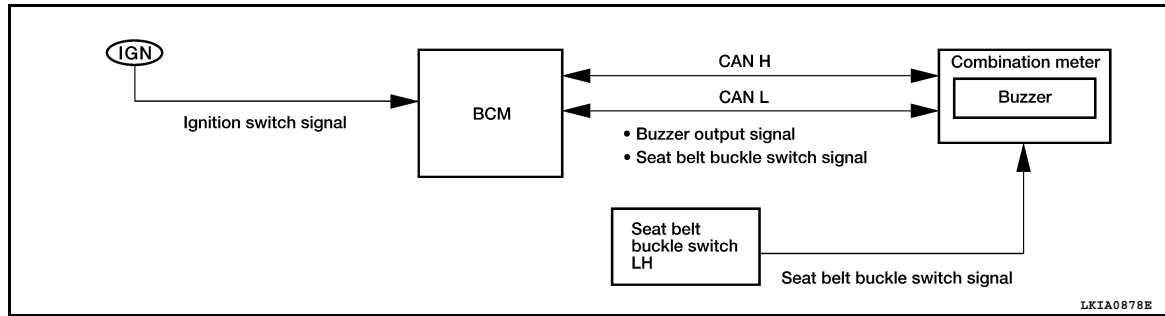 IGN
Ignition switch signal
BCM
CAN H
CAN L
• Buzzer output signal
• Seat belt buckle switch signal
Combination meter
Buzzer
Seat belt
buckle switch
LH
Seat belt buckle switch signal
LKIA0878E